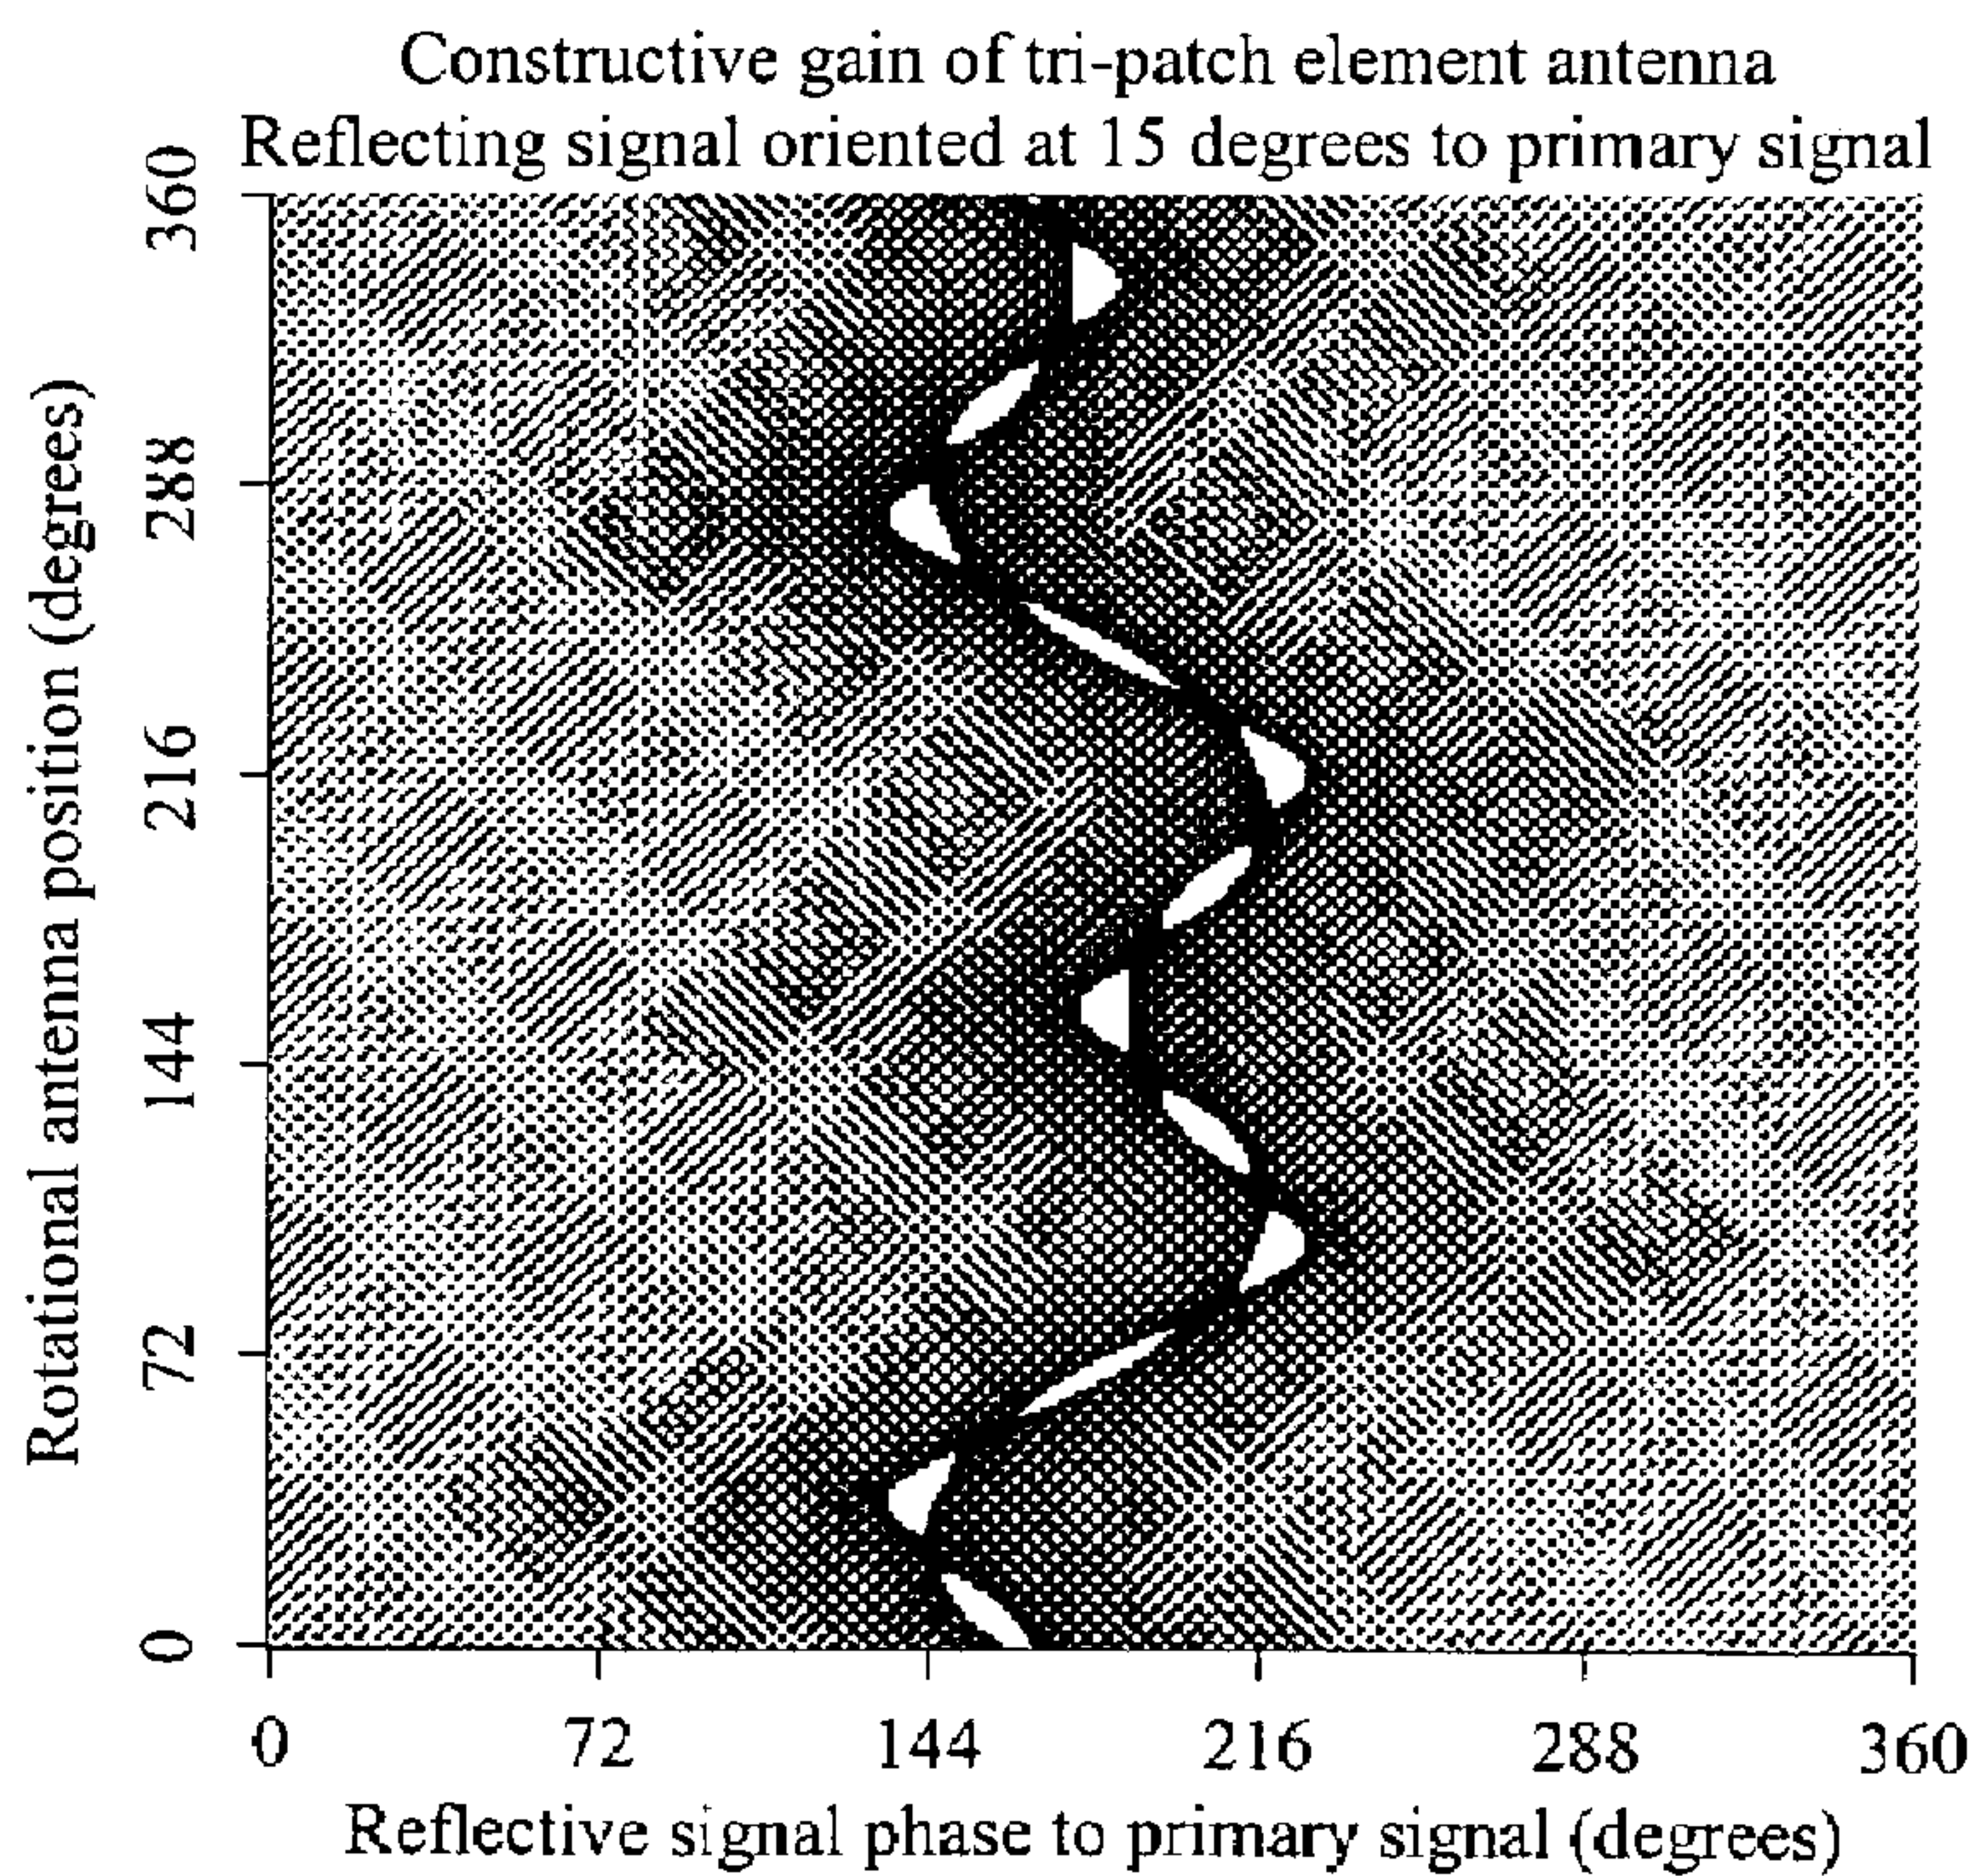 Constructive gain of tri-patch element antenna
Reflecting signal oriented at 15 degrees to primary signal
Rotational antenna position (degrees)
360
288
216
144
72
0
0 72 144 216 288 360
Reflective signal phase to primary signal (degrees)